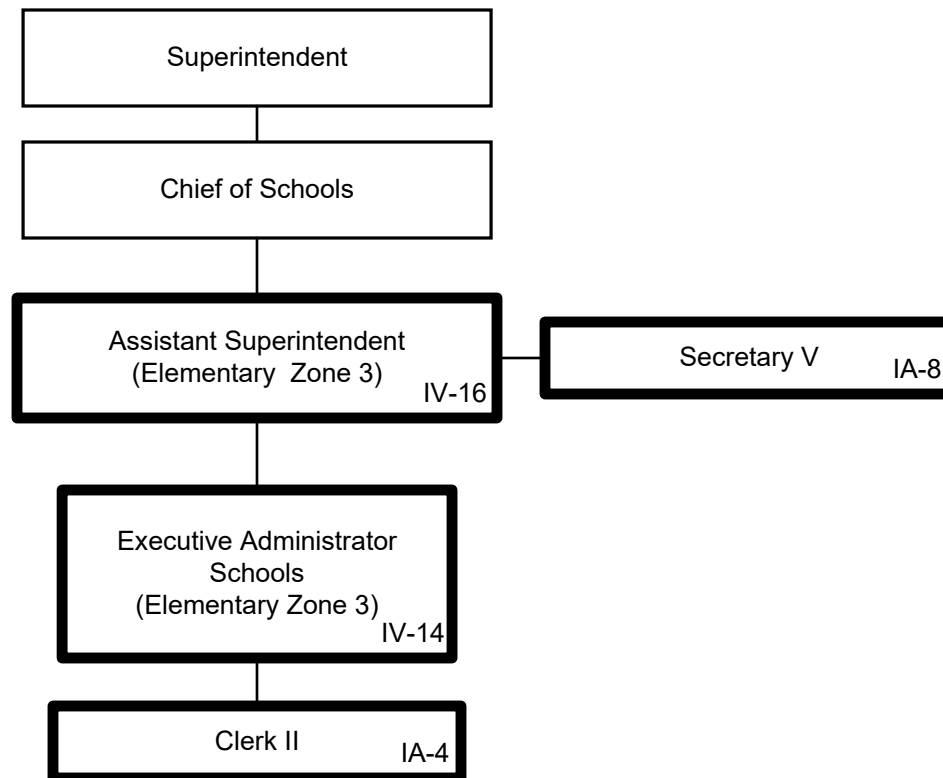 Superintendent
Chief of Schools
Assistant Superintendent
(Elementary  Zone 3)
IV-16
Secretary V
IA-8
Executive Administrator
Schools
(Elementary Zone 3)
IV-14
Clerk II
IA-4